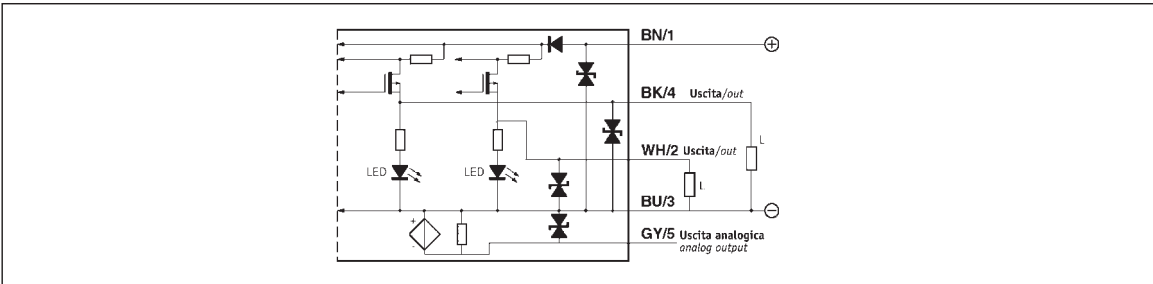 BN/1
+
BK/4 Uscita/out
L
WH/2 Uscita/out
LED
LED
L
BU/3
−
+
-
GY/5 Uscita analogica
analog output